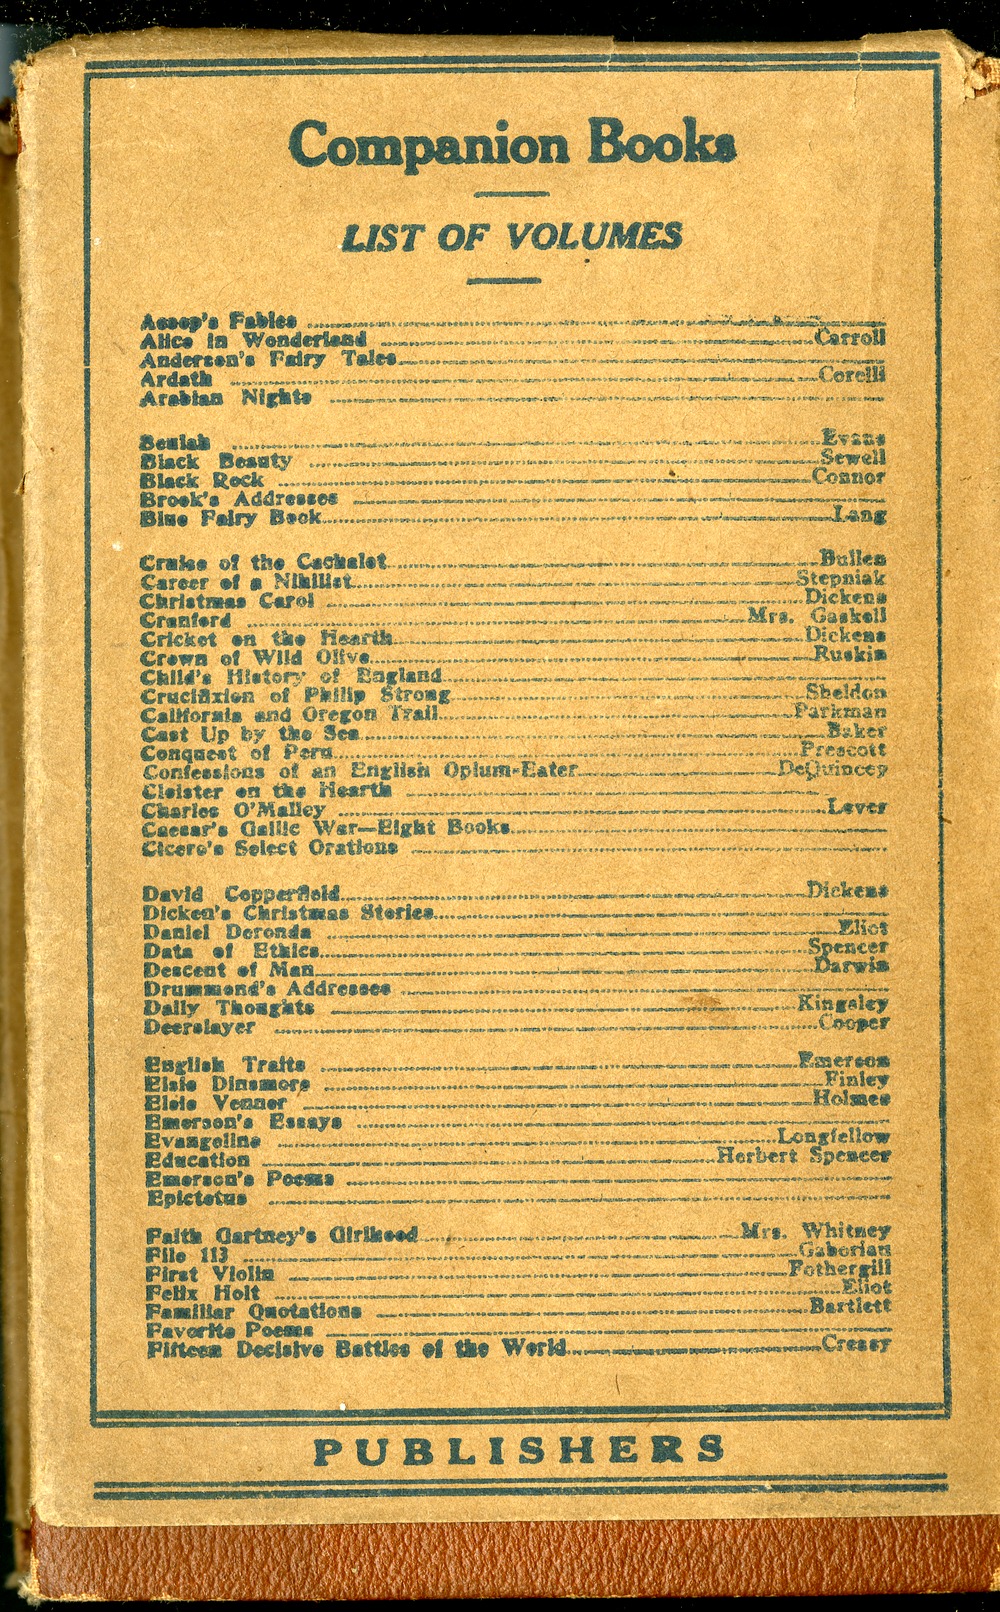 Companion Books
LIST OF VOLUMES
Aesop's Fables
Alice in Wonderland Carroll
Anderson's Fairy Tales
Ardath Corelli
Arabian Nights
Beulah Evans
Black Beauty Sewell
Black Rock Connor
Brook's Addresses
Blue Fairy Book Lang
Cruise of the Cachalot Bullen
Career of a Nihilist Stepniak
Christmas Carol Dickens
Cranford Mrs. Gaskell
Cricket on the Hearth Dickens
Crown of Wild Olive Ruskin
Child's History of England
Crucifixion of Philip Strong Sheldon
California and Oregon Trail Parkman
Cast Up by the Sea Baker
Conquest of Peru Prescott
Confessions of an English Opium-Eater DeQuincey
Cloister on the Hearth
Charles O'Malley Lever
Caesar's Gallic War—Eight Books
Cicero's Select Orations
David Copperfield Dickens
Dicken's Christmas Stories
Daniel Deronda Eliot
Data of Ethics Spencer
Descent of Man Darwin
Drummond's Addresses
Daily Thoughts Kingsley
Deerslayer Cooper
English Traits Emerson
Elsie Dinsmore Finley
Elsie Venner Holmes
Emerson's Essays
Evangeline Longfellow
Education Herbert Spencer
Emerson's Poems
Epictetus
Faith Gartney's Girlhood Mrs. Whitney
File 113 Gaborian
First Violin Fothergill
Felix Holt Eliot
Familiar Quotations Bartlett
Favorite Poems
Fifteen Decisive Battles of the World Creasy
PUBLISHERS